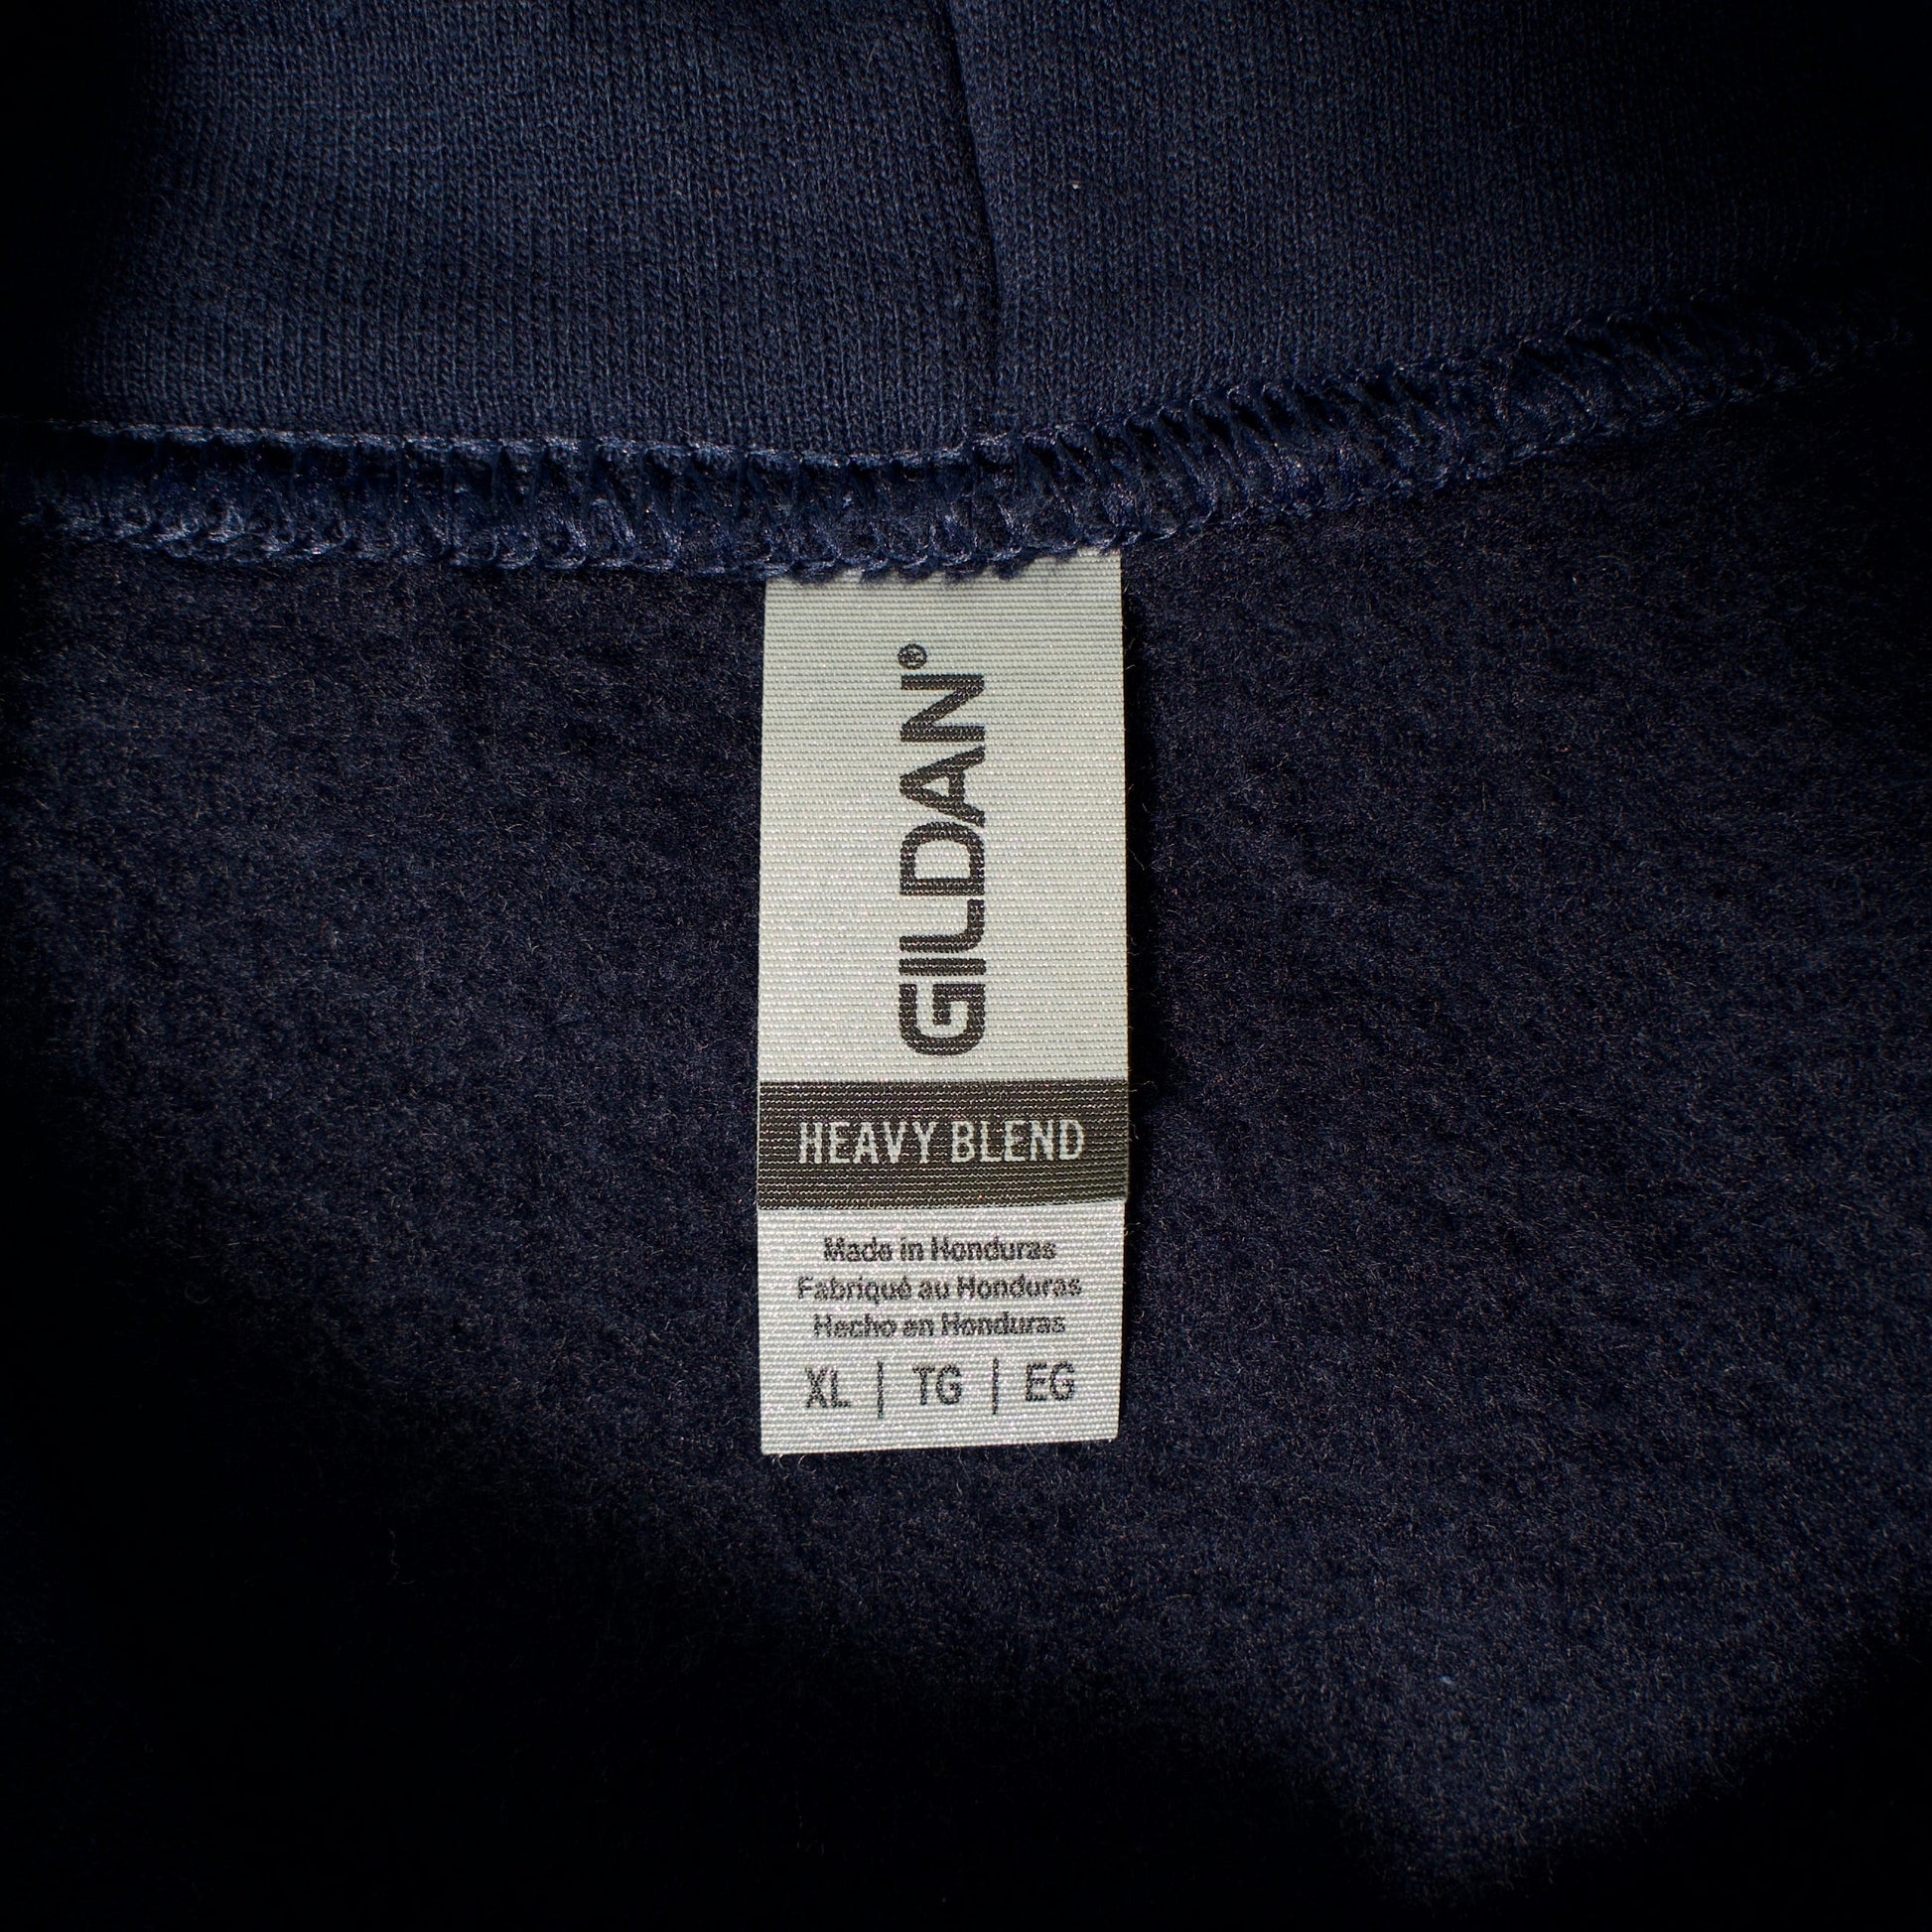 GILDAN®
HEAVY BLEND
Made in Honduras
Fabriqué au Honduras
Hecho en Honduras
XL | TG | EG